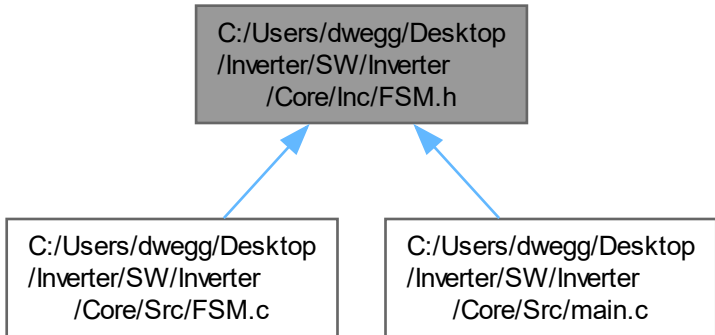 C:/Users/dwegg/Desktop
/Inverter/SW/Inverter
/Core/Inc/FSM.h
C:/Users/dwegg/Desktop
/Inverter/SW/Inverter
/Core/Src/FSM.c
C:/Users/dwegg/Desktop
/Inverter/SW/Inverter
/Core/Src/main.c